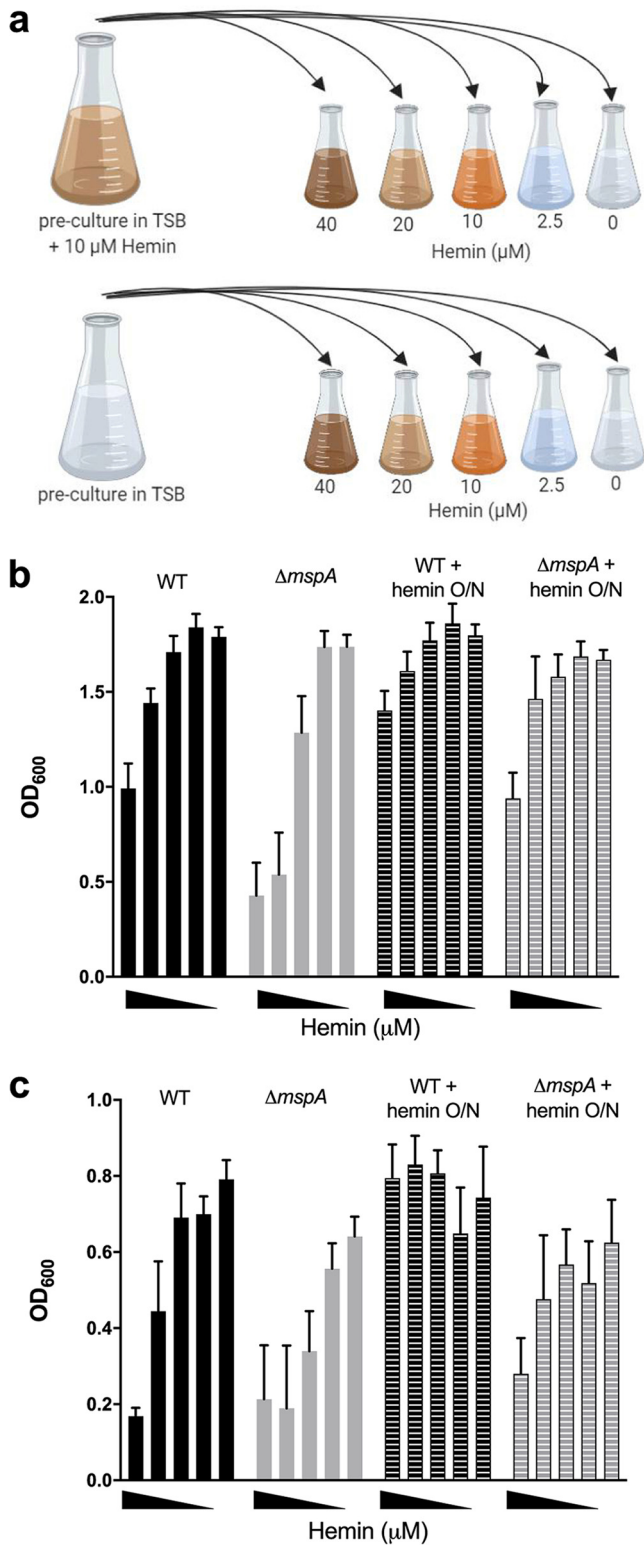 a
pre-culture in TSB
+ 10 µM Hemin
40 20 10 2.5 0
Hemin (µM)
pre-culture in TSB
40 20 10 2.5 0
Hemin (µM)
b
WT ΔmspA WT + hemin O/N ΔmspA + hemin O/N
OD600
2.0
1.5
1.0
0.5
0.0
Hemin (µM)
c
WT ΔmspA WT + hemin O/N ΔmspA + hemin O/N
OD600
1.0
0.8
0.6
0.4
0.2
0.0
Hemin (µM)